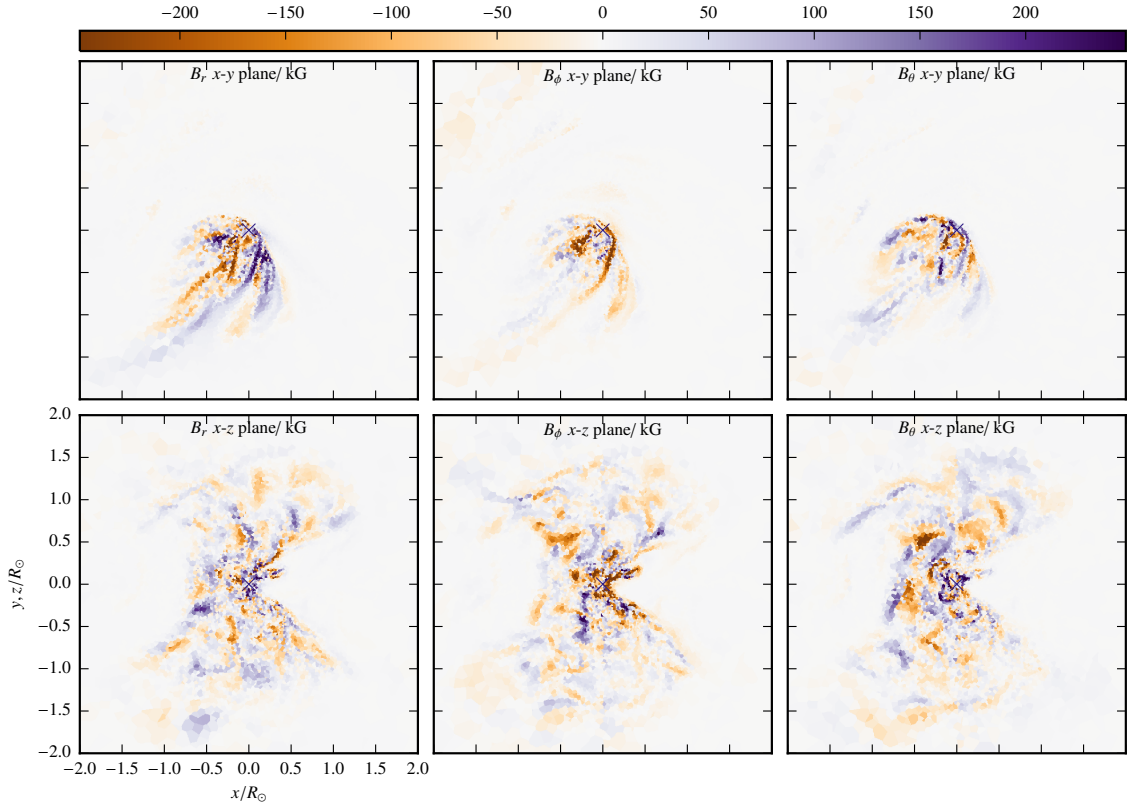 −200 −150 −100 −50 0 50 100 150 200
B_r x-y plane/ kG B_ϕ x-y plane/ kG B_θ x-y plane/ kG
B_r x-z plane/ kG B_ϕ x-z plane/ kG B_θ x-z plane/ kG
2.0
1.5
1.0
0.5
0.0
−0.5
−1.0
−1.5
−2.0
y, z/R_⊙
−2.0 −1.5 −1.0 −0.5 0.0 0.5 1.0 1.5 2.0
x/R_⊙